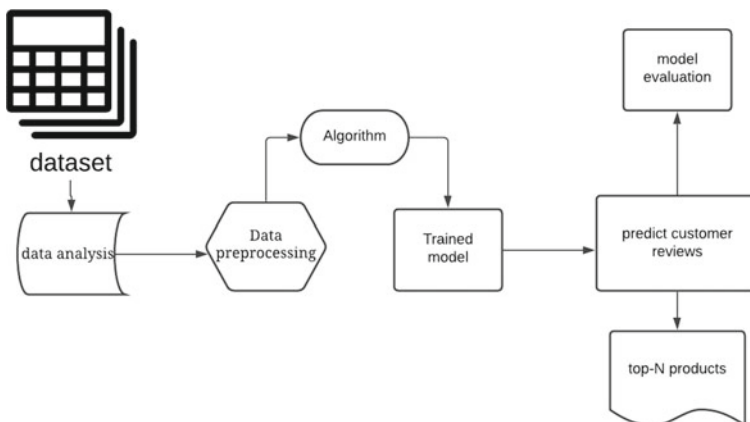 dataset
data analysis
Data
preprocessing
Algorithm
Trained
model
predict customer
reviews
model
evaluation
top-N products